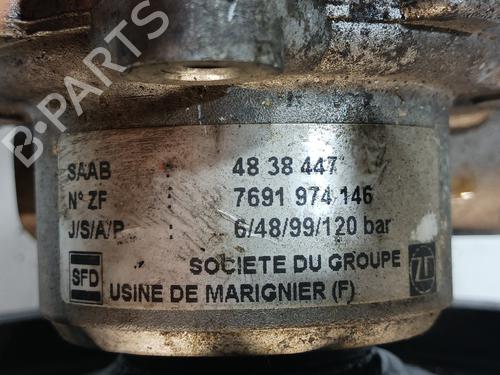 B-PARTS
SAAB : 48 38 447
N° ZF : 7691 974 146
J/S/A/P : 6/48/99/120 bar
SFD SOCIETE DU GROUPE ZF
USINE DE MARIGNIER (F)